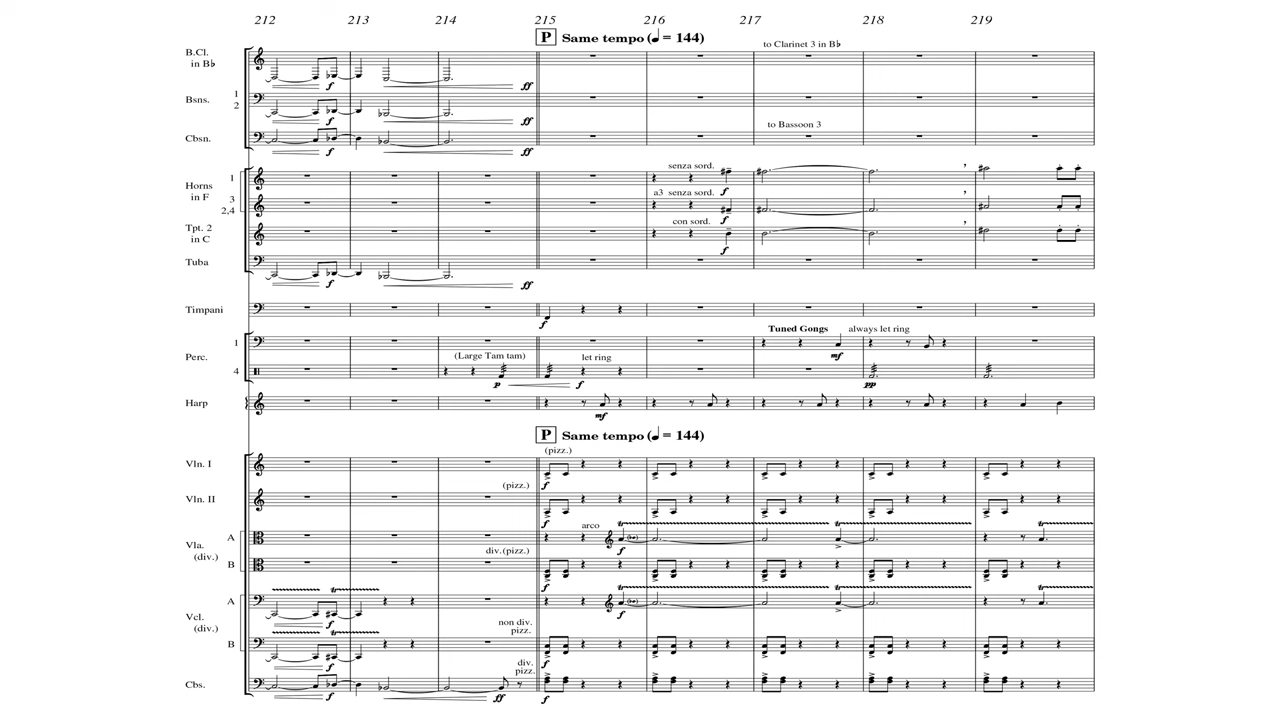 212 213 214 215 216 217 218 219
P Same tempo (♩ = 144)
B.Cl.
in B♭
to Clarinet 3 in B♭
f ff
Bsns.
1
2
f ff
Cbsn.
to Bassoon 3
f ff
senza sord.
Horns
in F
1
f
a3 senza sord.
3
2,4
f
con sord.
Tpt. 2
in C
f
Tuba
f ff
Timpani
f
Tuned Gongs always let ring
Perc.
1
mf
(Large Tam tam) let ring
4
p f pp
Harp
mf
P Same tempo (♩ = 144)
(pizz.)
Vln. I
f
(pizz.)
Vln. II
f
arco
Vla.
(div.)
A
f
div.(pizz.)
B
f
Vcl.
(div.)
A
f f
non div.
pizz.
B
f f
div.
pizz.
Cbs.
f ff f